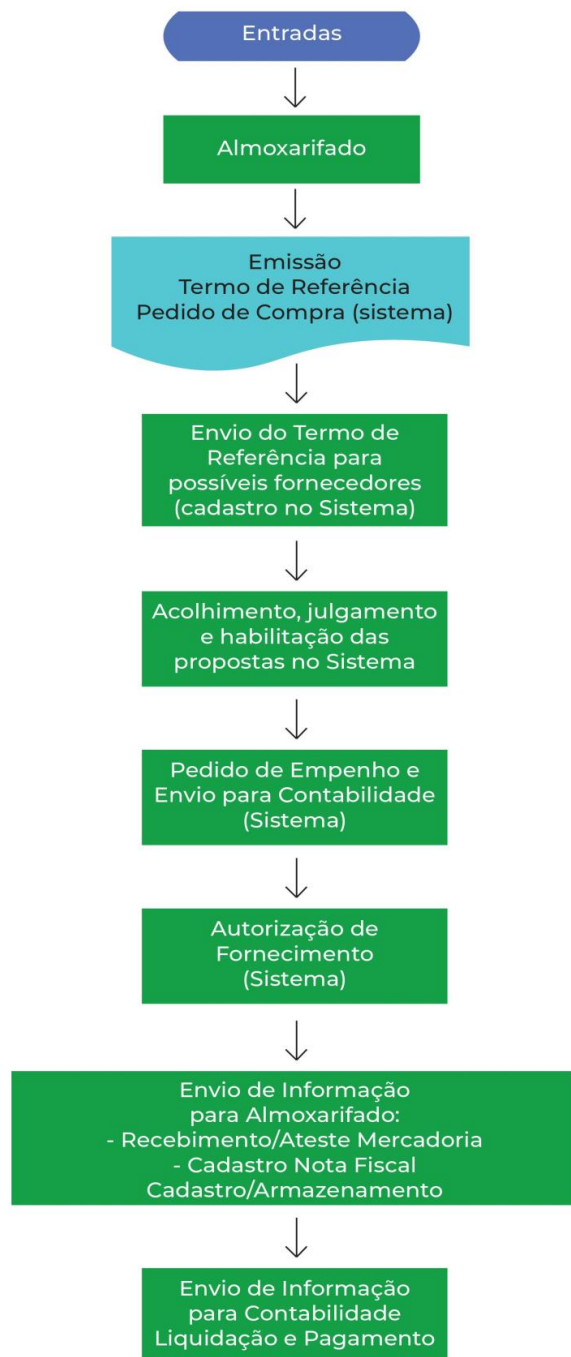 Entradas
Almoxarifado
Emissão
Termo de Referência
Pedido de Compra (sistema)
Envio do Termo de
Referência para
possíveis fornecedores
(cadastro no Sistema)
Acolhimento, julgamento
e habilitação das
propostas no Sistema
Pedido de Empenho e
Envio para Contabilidade
(Sistema)
Autorização de
Fornecimento
(Sistema)
Envio de Informação
para Almoxarifado:
- Recebimento/Ateste Mercadoria
- Cadastro Nota Fiscal
Cadastro/Armazenamento
Envio de Informação
para Contabilidade
Liquidação e Pagamento